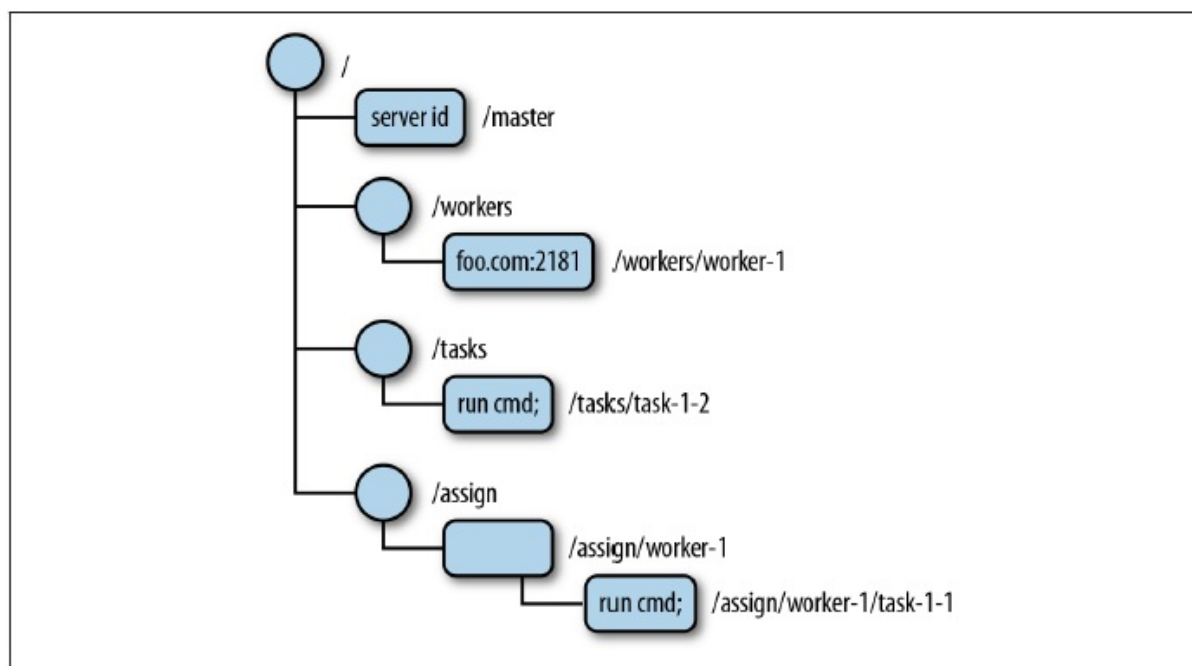 /
server id /master
/workers
foo.com:2181 /workers/worker-1
/tasks
run cmd; /tasks/task-1-2
/assign
/assign/worker-1
run cmd; /assign/worker-1/task-1-1